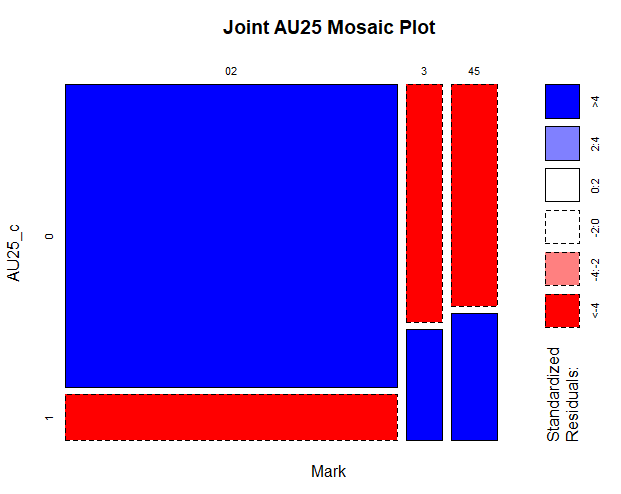 Joint AU25 Mosaic Plot
02 3 45
AU25_c
0
1
Mark
>4
2:4
0:2
-2:0
-4:-2
<-4
Standardized
Residuals: